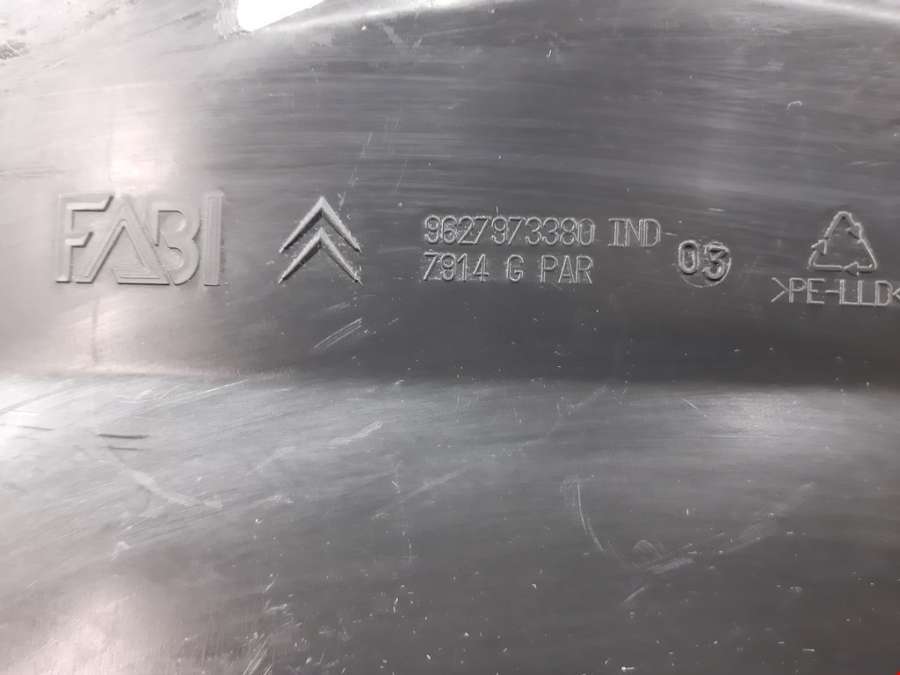 FABI
9627973380 IND 03
7914 G PAR
>PE-LLD<